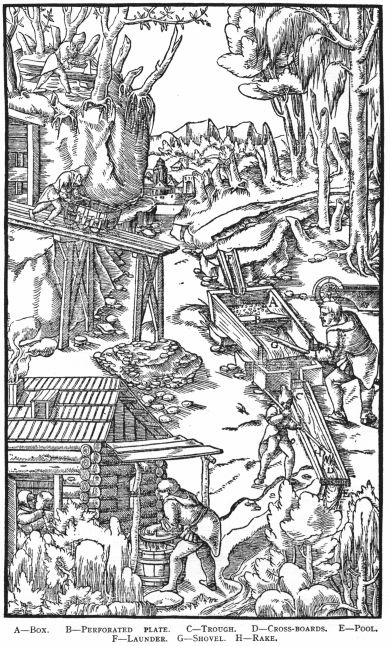 A—Box. B—Perforated plate. C—Trough. D—Cross-boards. E—Pool.
F—Launder. G—Shovel. H—Rake.